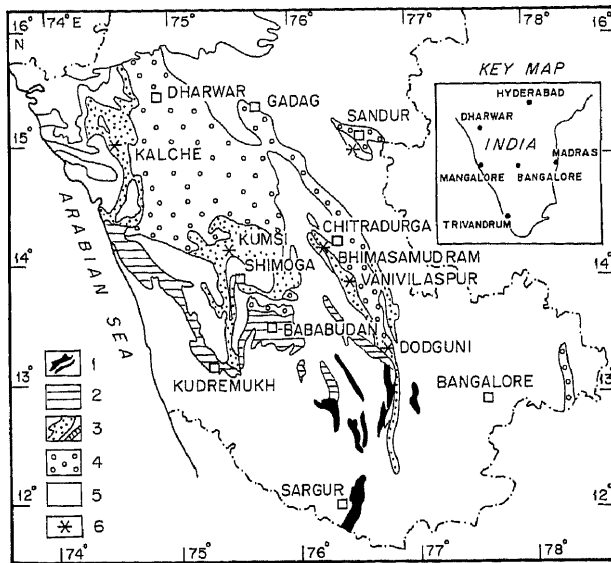 16° 74°E 75° 76° 77° 78° 16°
N
KEY MAP
HYDERABAD
DHARWAR
INDIA
MADRAS
MANGALORE BANGALORE
TRIVANDRUM
DHARWAR
GADAG
SANDUR
15° 15°
KALCHE
ARABIAN SEA
CHITRADURGA
KUMSI
BHIMASAMUDRAM
14° 14°
SHIMOGA
VANIVILASPUR
BABABUDAN
DODGUNI
1
KUDREMUKH
BANGALORE
13° 13°
2
3
4
SARGUR
5
12° 12°
6
74° 75° 76° 77° 78°